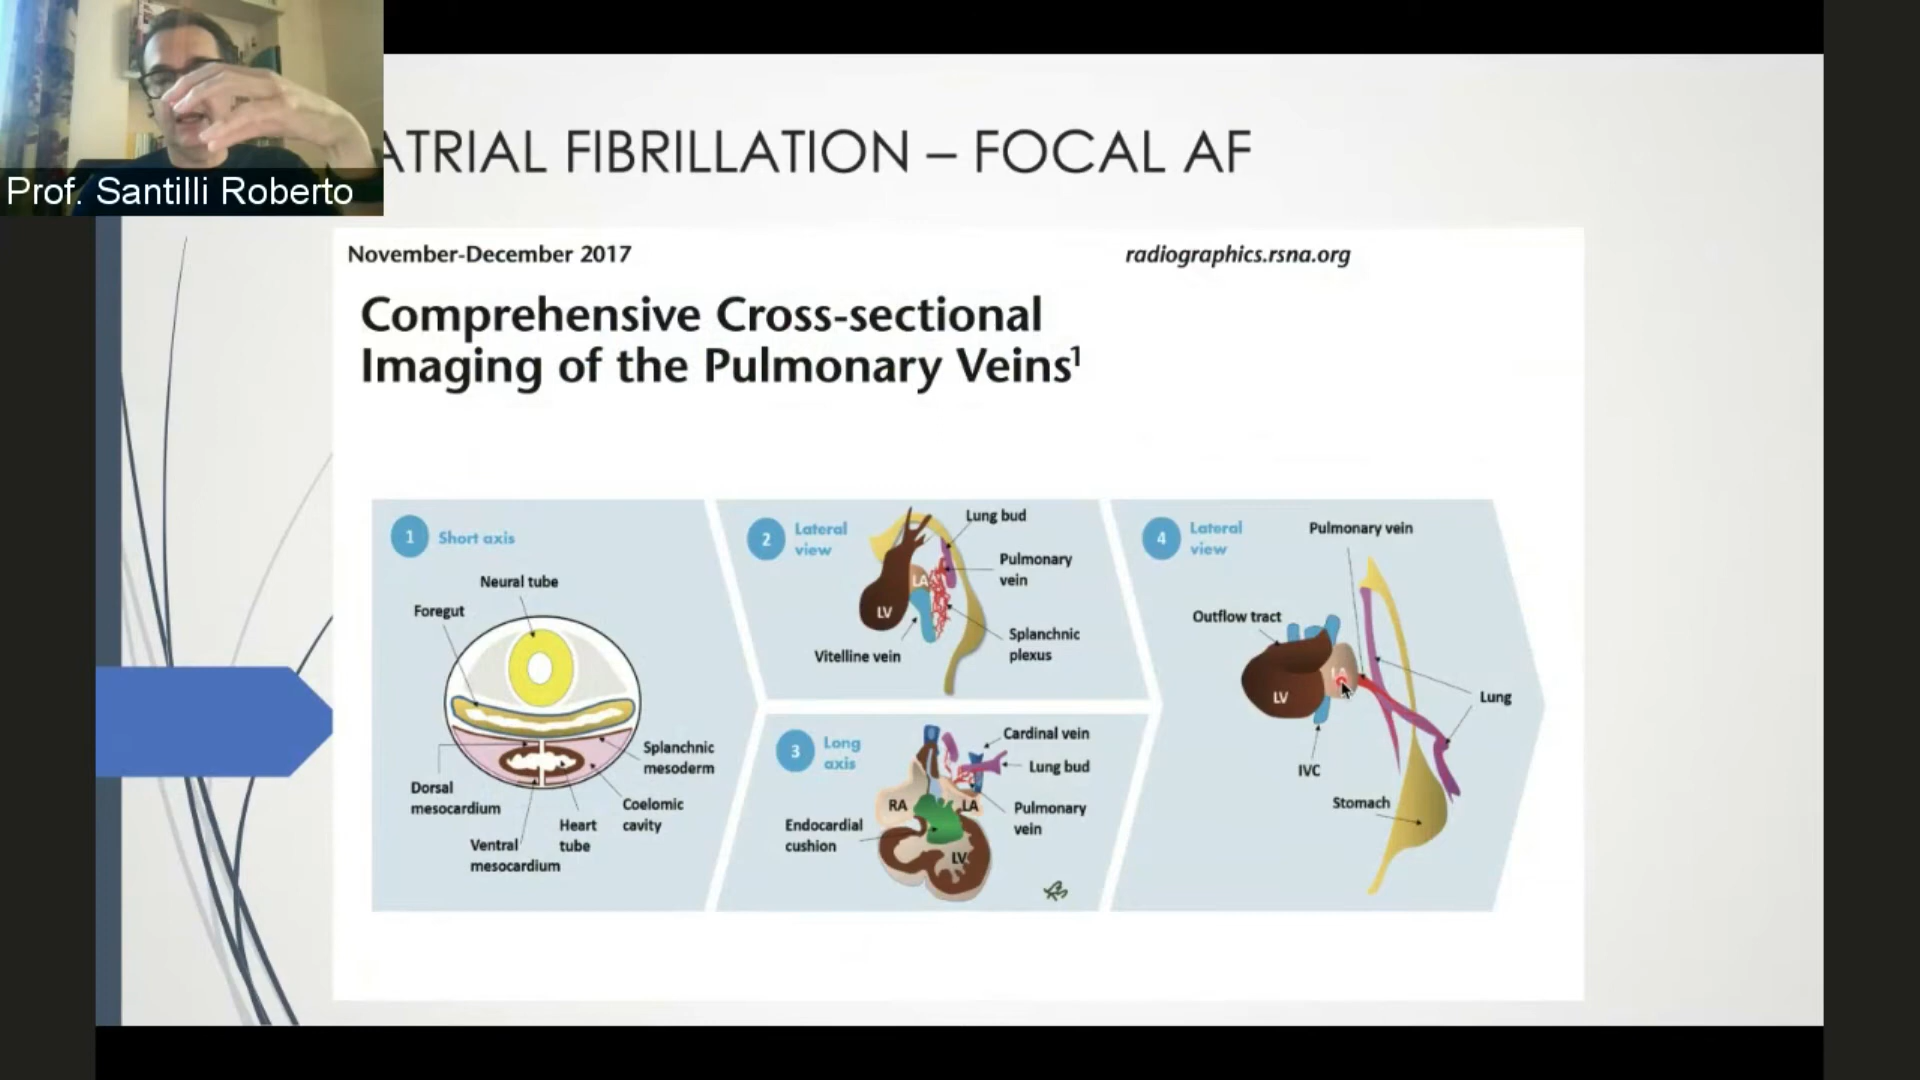 Prof. Santilli Roberto
ATRIAL FIBRILLATION – FOCAL AF
November-December 2017
radiographics.rsna.org
Comprehensive Cross-sectional
Imaging of the Pulmonary Veins¹
1
Short axis
Neural tube
Foregut
Splanchnic
mesoderm
Dorsal
mesocardium
Coelomic
cavity
Heart
tube
Ventral
mesocardium
2
Lateral
view
Lung bud
Pulmonary
vein
LA
LV
Splanchnic
plexus
Vitelline vein
3
Long
axis
Cardinal vein
Lung bud
RA
LA
Pulmonary
vein
Endocardial
cushion
LV
4
Lateral
view
Pulmonary vein
Outflow tract
LA
LV
Lung
IVC
Stomach